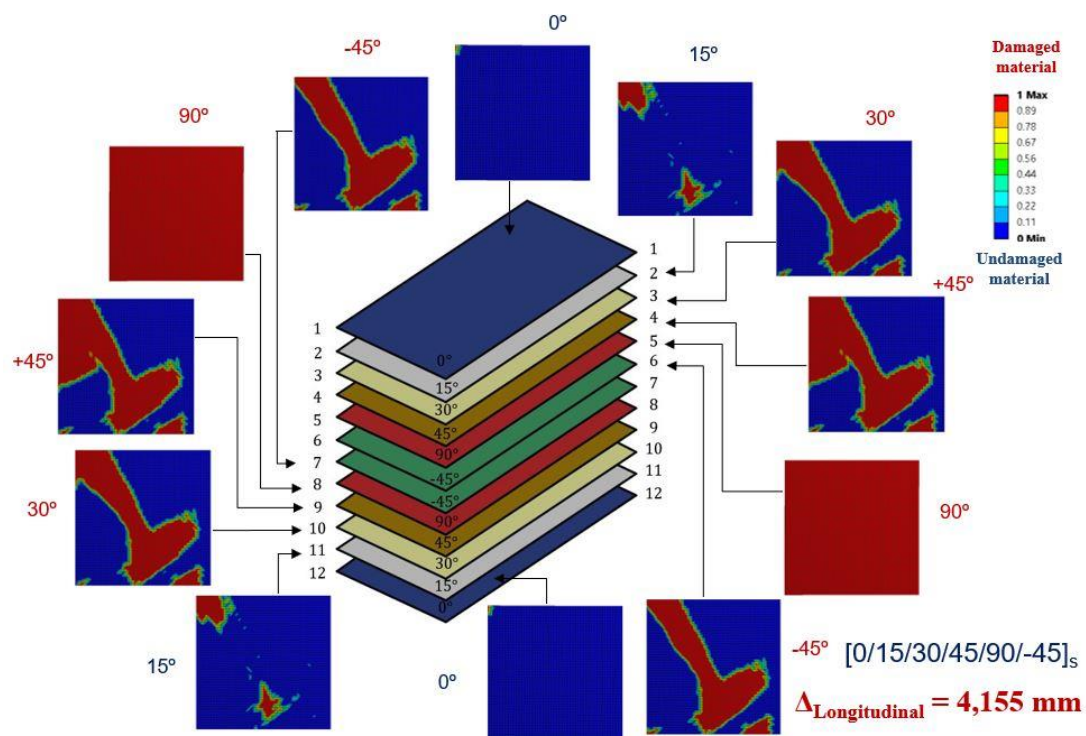 0º
-45º
15º
Damaged
material
1 Max
0.89
0.78
0.67
0.56
0.44
0.33
0.22
0.11
0 Min
Undamaged
material
90º
30º
+45º
+45º
30º
90º
15º
0º
-45º
1
2
3
4
5
6
7
8
9
10
11
12
1
2
3
4
5
6
7
8
9
10
11
12
0°
15°
30°
45°
90°
-45°
-45°
90°
45°
30°
15°
0°
[0/15/30/45/90/-45]s
ΔLongitudinal = 4,155 mm